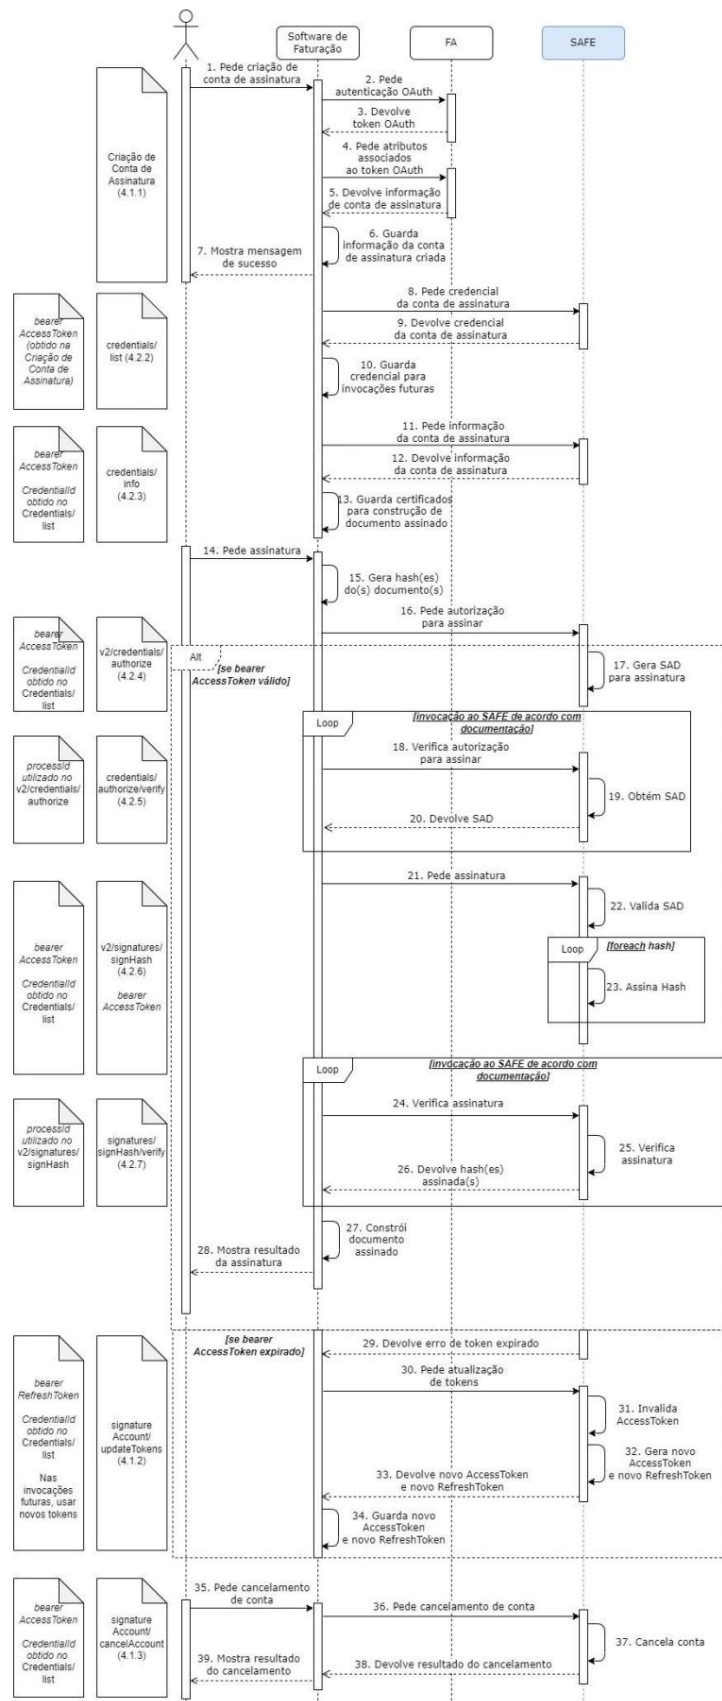 Software de
Faturação
FA
SAFE
1. Pede criação de
conta de assinatura
2. Pede
autenticação OAuth
3. Devolve
token OAuth
4. Pede atributos
associados
ao token OAuth
Criação de
Conta de
Assinatura
(4.1.1)
5. Devolve informação
de conta de assinatura
6. Guarda
informação da conta
de assinatura criada
7. Mostra mensagem
de sucesso
8. Pede credencial
da conta de assinatura
9. Devolve credencial
da conta de assinatura
bearer
AccessToken
(obtido na
Criação de
Conta de
Assinatura)
credentials/
list (4.2.2)
10. Guarda
credencial para
invocações futuras
11. Pede informação
da conta de assinatura
12. Devolve informação
da conta de assinatura
bearer
AccessToken
CredentialId
obtido no
Credentials/
list
credentials/
info
(4.2.3)
13. Guarda certificados
para construção de
documento assinado
14. Pede assinatura
15. Gera hash(es)
do(s) documento(s)
16. Pede autorização
para assinar
bearer
AccessToken
CredentialId
obtido no
Credentials/
list
v2/credentials/
authorize
(4.2.4)
Alt
[se bearer
AccessToken válido]
17. Gera SAD
para assinatura
Loop
[invocação ao SAFE de acordo com
documentação]
18. Verifica autorização
para assinar
processId
utilizado no
v2/credentials/
authorize
credentials/
authorize/verify
(4.2.5)
19. Obtém SAD
20. Devolve SAD
21. Pede assinatura
22. Valida SAD
bearer
AccessToken
CredentialId
obtido no
Credentials/
list
v2/signatures/
signHash
(4.2.6)
bearer
AccessToken
Loop
[foreach hash]
23. Assina Hash
Loop
[invocação ao SAFE de acordo com
documentação]
24. Verifica assinatura
processId
utilizado no
v2/signatures/
signHash
signatures/
signHash/verify
(4.2.7)
25. Verifica
assinatura
26. Devolve hash(es)
assinada(s)
27. Constrói
documento
assinado
28. Mostra resultado
da assinatura
[se bearer
AccessToken expirado]
29. Devolve erro de token expirado
30. Pede atualização
de tokens
bearer
RefreshToken
CredentialId
obtido no
Credentials/
list
Nas
invocações
futuras, usar
novos tokens
signature
Account/
updateTokens
(4.1.2)
31. Invalida
AccessToken
32. Gera novo
AccessToken
e novo RefreshToken
33. Devolve novo AccessToken
e novo RefreshToken
34. Guarda novo
AccessToken
e novo RefreshToken
35. Pede cancelamento
de conta
36. Pede cancelamento de conta
bearer
AccessToken
CredentialId
obtido no
Credentials/
list
signature
Account/
cancelAccount
(4.1.3)
37. Cancela conta
38. Devolve resultado do cancelamento
39. Mostra resultado
do cancelamento